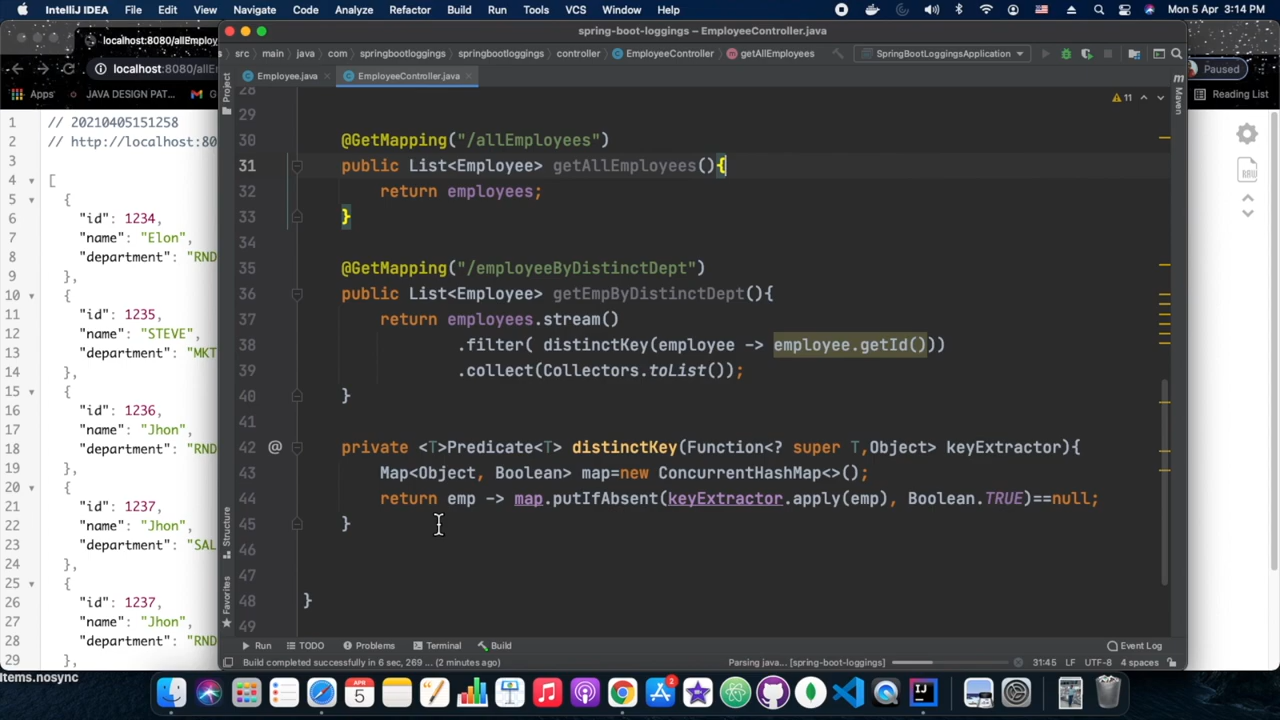 IntelliJ IDEA File Edit View Navigate Code Analyze Refactor Build Run Tools VCS Window Help Mon 5 Apr 3:14 PM
spring-boot-loggings – EmployeeController.java
localhost:8080/allEmploy
src main java com springbootloggings springbootloggings controller EmployeeController getAllEmployees SpringBootLoggingsApplication
localhost:8080/allE
Paused
Employee.java EmployeeController.java
Apps JAVA DESIGN PAT... G
Reading List
Project
Maven
11
28
29
30 @GetMapping("/allEmployees")
31 public List<Employee> getAllEmployees(){
32 return employees;
33 }
34
35 @GetMapping("/employeeByDistinctDept")
36 public List<Employee> getEmpByDistinctDept(){
37 return employees.stream()
38 .filter( distinctKey(employee -> employee.getId()))
39 .collect(Collectors.toList());
40 }
41
42 private <T>Predicate<T> distinctKey(Function<? super T,Object> keyExtractor){
43 Map<Object, Boolean> map=new ConcurrentHashMap<>();
44 return emp -> map.putIfAbsent(keyExtractor.apply(emp), Boolean.TRUE)==null;
45 }
46
47
48 }
49
1 // 20210405151258
2 // http://localhost:80
3
4 [
5 {
6 "id": 1234,
7 "name": "Elon",
8 "department": "RND
9 },
10 {
11 "id": 1235,
12 "name": "STEVE",
13 "department": "MKT
14 },
15 {
16 "id": 1236,
17 "name": "Jhon",
18 "department": "RND
19 },
20 {
21 "id": 1237,
22 "name": "Jhon",
23 "department": "SAL
24 },
25 {
26 "id": 1237,
27 "name": "Jhon",
28 "department": "RND
29 },
RAW
Structure
Favorites
Run TODO Problems Terminal Build Event Log
Build completed successfully in 6 sec, 269 ... (2 minutes ago) Parsing java... [spring-boot-loggings] 31:45 LF UTF-8 4 spaces
Items.nosync
APR
5